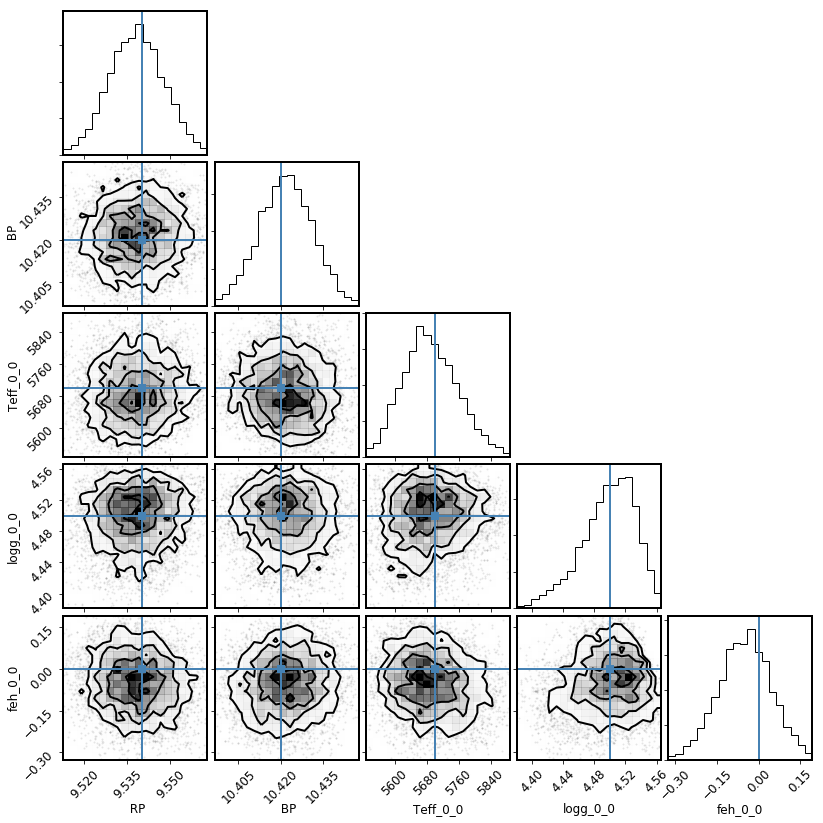 BP
10.435
10.420
10.405
Teff_0_0
5840
5760
5680
5600
logg_0_0
4.56
4.52
4.48
4.44
4.40
feh_0_0
0.15
0.00
−0.15
−0.30
9.520 9.535 9.550
RP
10.405 10.420 10.435
BP
5600 5680 5760 5840
Teff_0_0
4.40 4.44 4.48 4.52 4.56
logg_0_0
−0.30 −0.15 0.00 0.15
feh_0_0